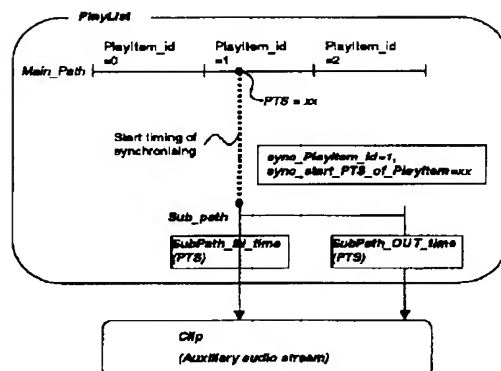 PlayList
PlayItem_id PlayItem_id PlayItem_id
=0 =1 =2
Main_Path
PTS = xx
Start timing of
synchronising
sync_PlayItem_id=1,
sync_start_PTS_of_PlayItem=xx
Sub_path
SubPath_IN_time SubPath_OUT_time
(PTS) (PTS)
Clip
(Auxiliary audio stream)